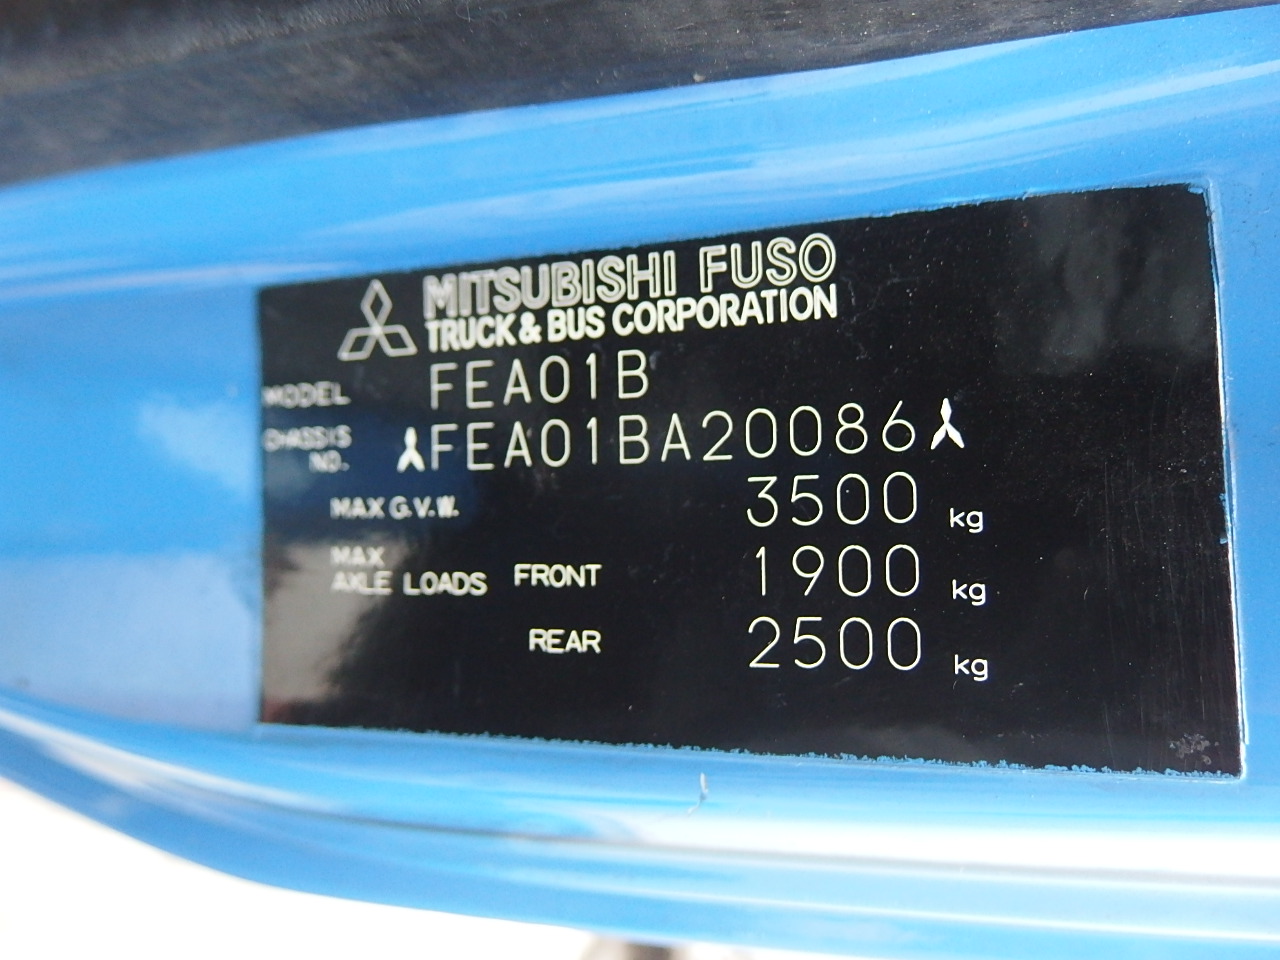 MITSUBISHI FUSO
TRUCK & BUS CORPORATION
MODEL FEA01B
CHASSIS NO. FEA01BA20086
MAX G.V.W. 3500 kg
MAX AXLE LOADS FRONT 1900 kg
REAR 2500 kg